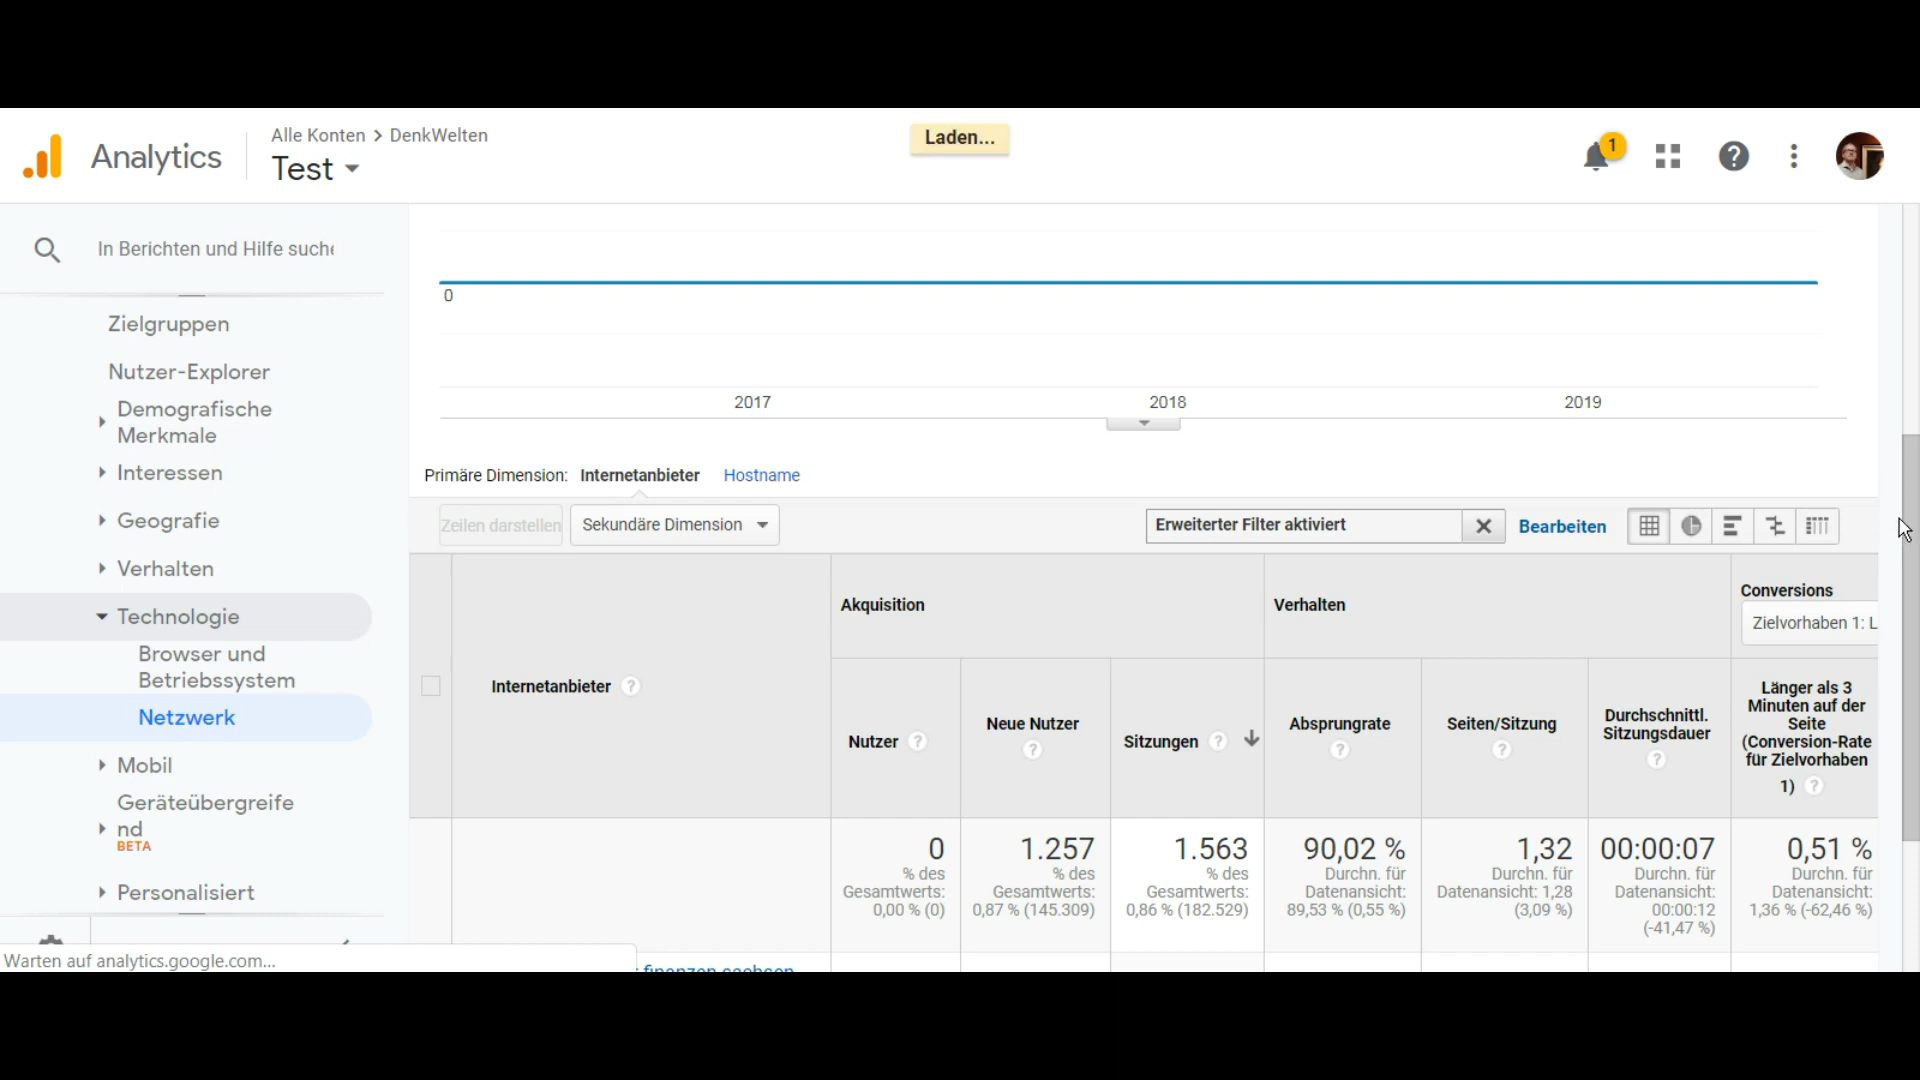 Analytics
Alle Konten > DenkWelten
Test
Laden...
1
In Berichten und Hilfe suche
Zielgruppen
Nutzer-Explorer
Demografische
Merkmale
Interessen
Geografie
Verhalten
Technologie
Browser und
Betriebssystem
Netzwerk
Mobil
Geräteübergreife
nd
BETA
Personalisiert
Warten auf analytics.google.com...
0
2017 2018 2019
Primäre Dimension: Internetanbieter Hostname
Zeilen darstellen Sekundäre Dimension Erweiterter Filter aktiviert Bearbeiten
Internetanbieter ?
Akquisition
Verhalten
Conversions
Zielvorhaben 1: L
Nutzer ?
Neue Nutzer
?
Sitzungen ?
Absprungrate
?
Seiten/Sitzung
?
Durchschnittl.
Sitzungsdauer
?
Länger als 3
Minuten auf der
Seite
(Conversion-Rate
für Zielvorhaben
1) ?
0
% des
Gesamtwerts:
0,00 % (0)
1.257
% des
Gesamtwerts:
0,87 % (145.309)
1.563
% des
Gesamtwerts:
0,86 % (182.529)
90,02 %
Durchn. für
Datenansicht:
89,53 % (0,55 %)
1,32
Durchn. für
Datenansicht: 1,28
(3,09 %)
00:00:07
Durchn. für
Datenansicht:
00:00:12
(-41,47 %)
0,51 %
Durchn. für
Datenansicht:
1,36 % (-62,46 %)
finanzen sachsen